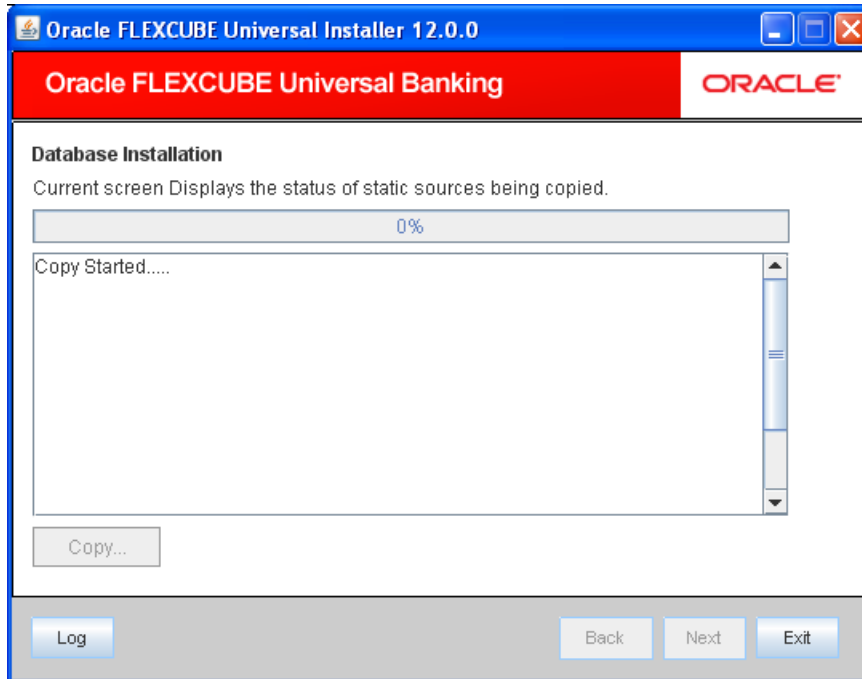 Oracle FLEXCUBE Universal Installer 12.0.0
Oracle FLEXCUBE Universal Banking
ORACLE
Database Installation
Current screen Displays the status of static sources being copied.
0%
Copy Started.....
Copy...
Log
Back
Next
Exit